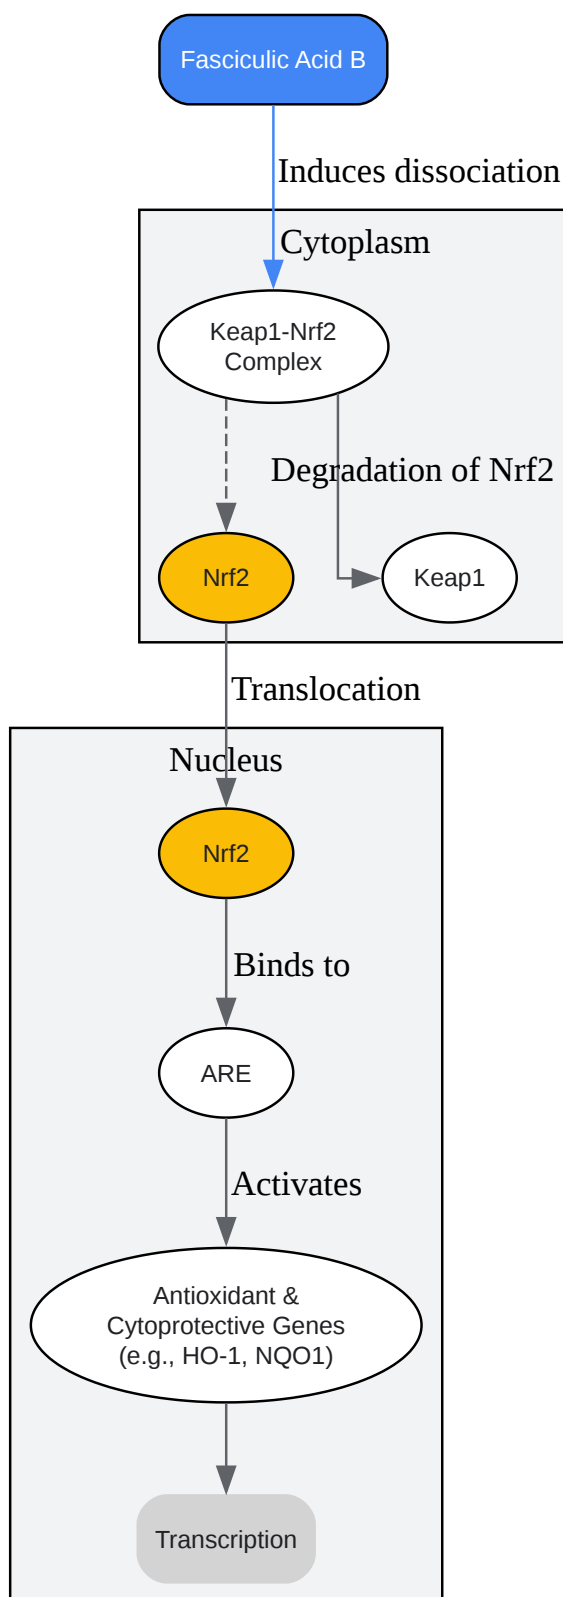 Fasciculic Acid B
Induces dissociation
Cytoplasm
Keap1-Nrf2
Complex
Degradation of Nrf2
Nrf2
Keap1
Translocation
Nucleus
Nrf2
Binds to
ARE
Activates
Antioxidant &
Cytoprotective Genes
(e.g., HO-1, NQO1)
Transcription